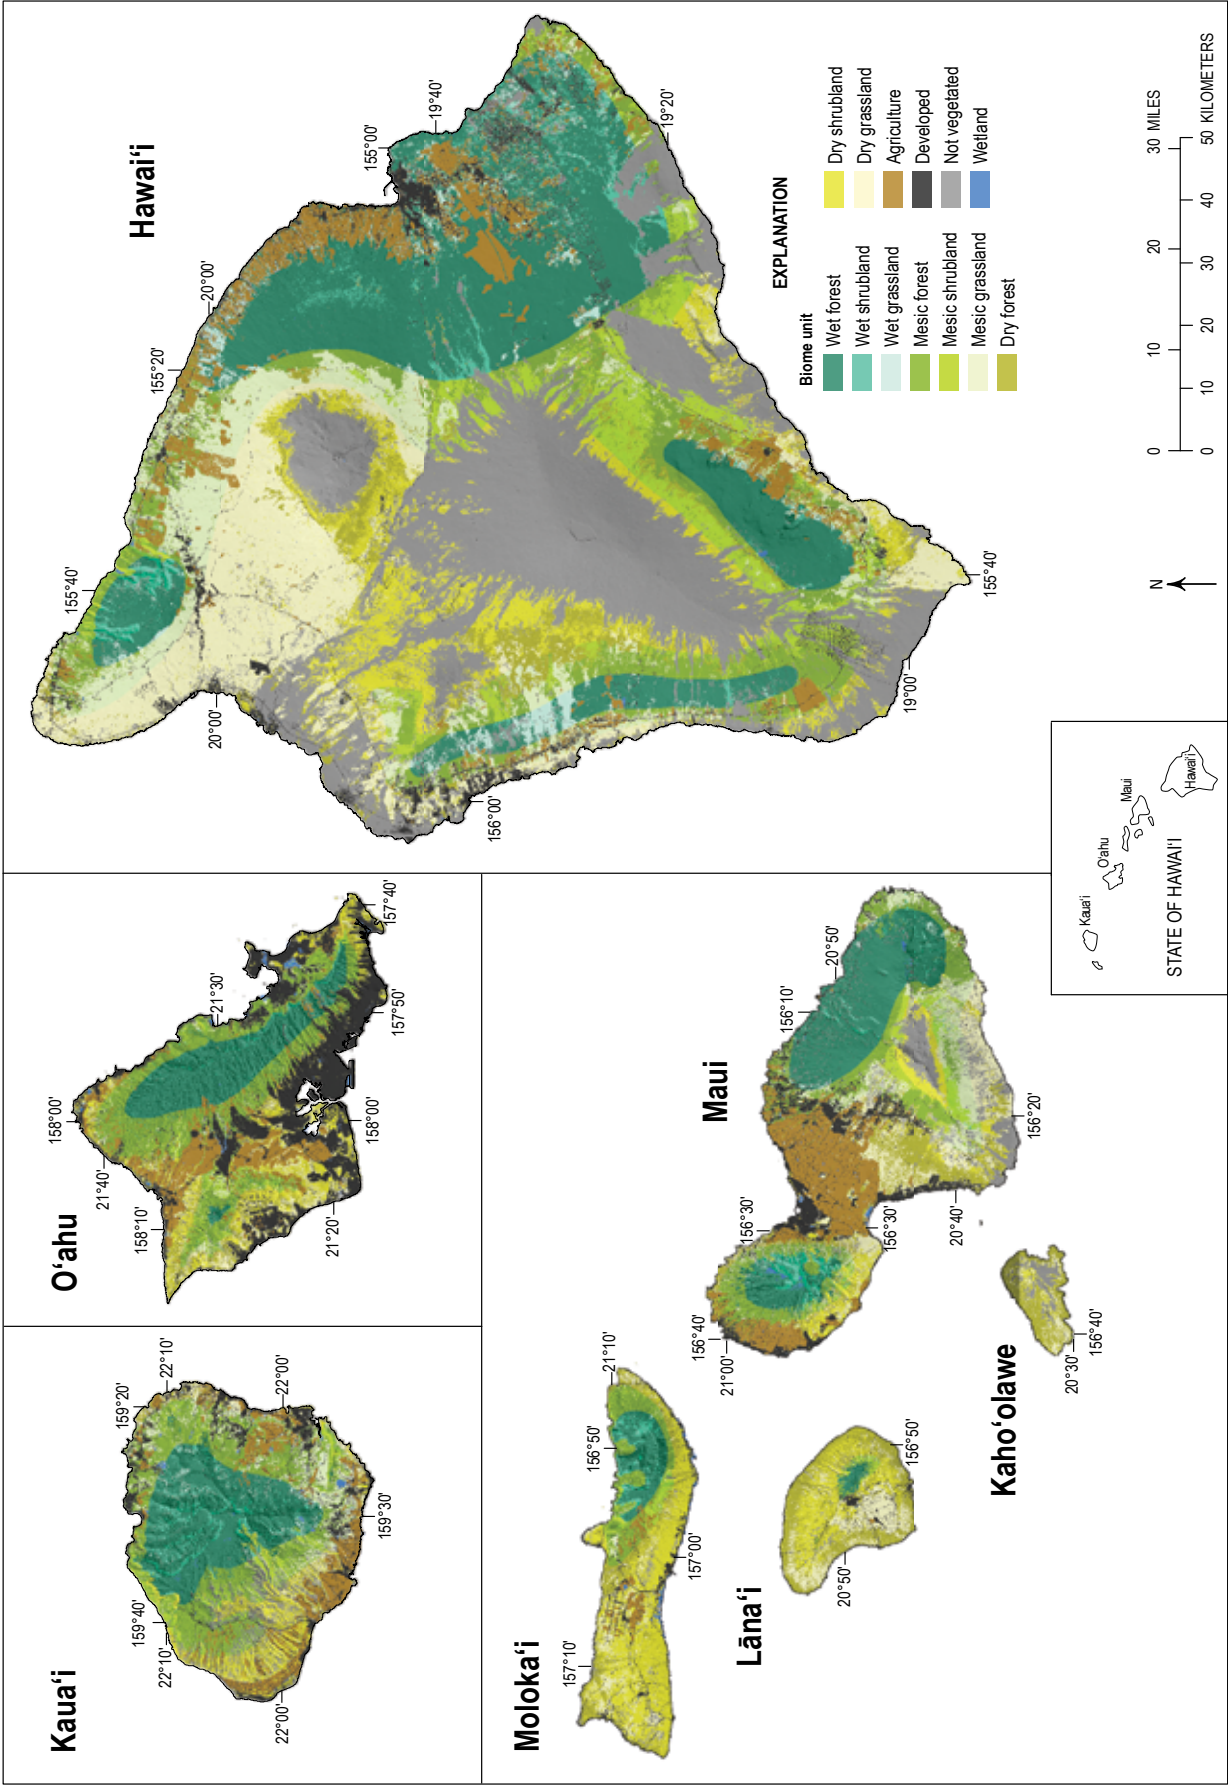 Kaua‘i
159°40'
22°10'
22°00'
159°30'
22°00'
22°10'
159°20'
O‘ahu
158°10'
21°40'
158°00'
21°30'
157°40'
157°50'
158°00'
21°20'
Hawai‘i
155°40'
155°20'
20°00'
155°00'
19°40'
19°20'
155°40'
19°00'
156°00'
20°00'
Moloka‘i
157°10'
157°00'
156°50'
21°10'
Lāna‘i
20°50'
156°50'
Maui
156°40'
21°00'
156°30'
156°10'
20°50'
156°20'
20°40'
156°30'
Kaho‘olawe
20°30'
156°40'
EXPLANATION
Biome unit
Wet forest
Wet shrubland
Wet grassland
Mesic forest
Mesic shrubland
Mesic grassland
Dry forest
Dry shrubland
Dry grassland
Agriculture
Developed
Not vegetated
Wetland
N
0 10 20 30 MILES
0 10 20 30 40 50 KILOMETERS
Kaua‘i
O‘ahu
Maui
Hawai‘i
STATE OF HAWAI‘I